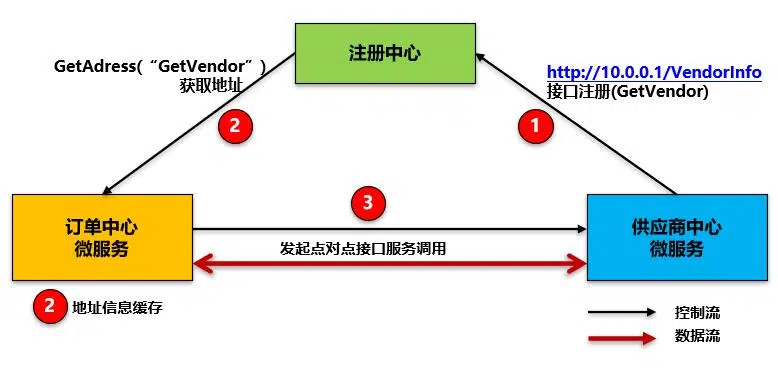 注册中心
GetAdress(“GetVendor”)
获取地址
http://10.0.0.1/VendorInfo
接口注册(GetVendor)
2
1
订单中心
微服务
3
供应商中心
微服务
发起点对点接口服务调用
2 地址信息缓存
控制流
数据流